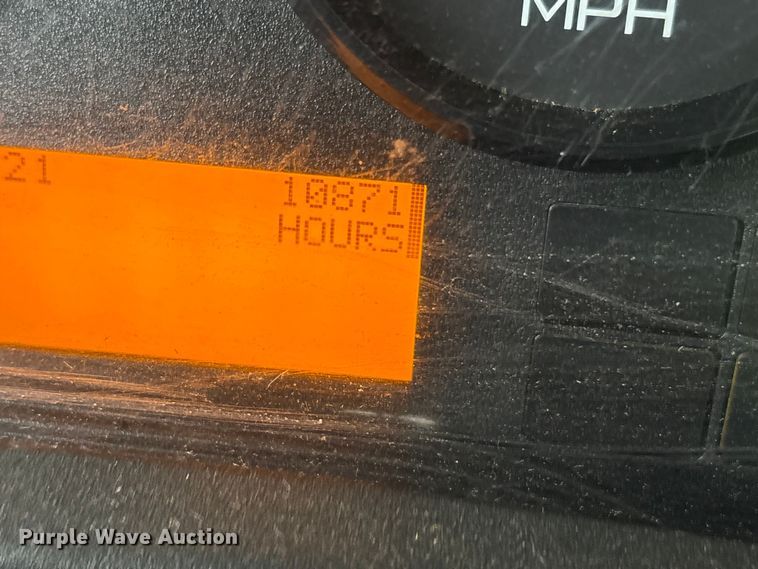 MPH
21 10871
HOURS
Purple Wave Auction